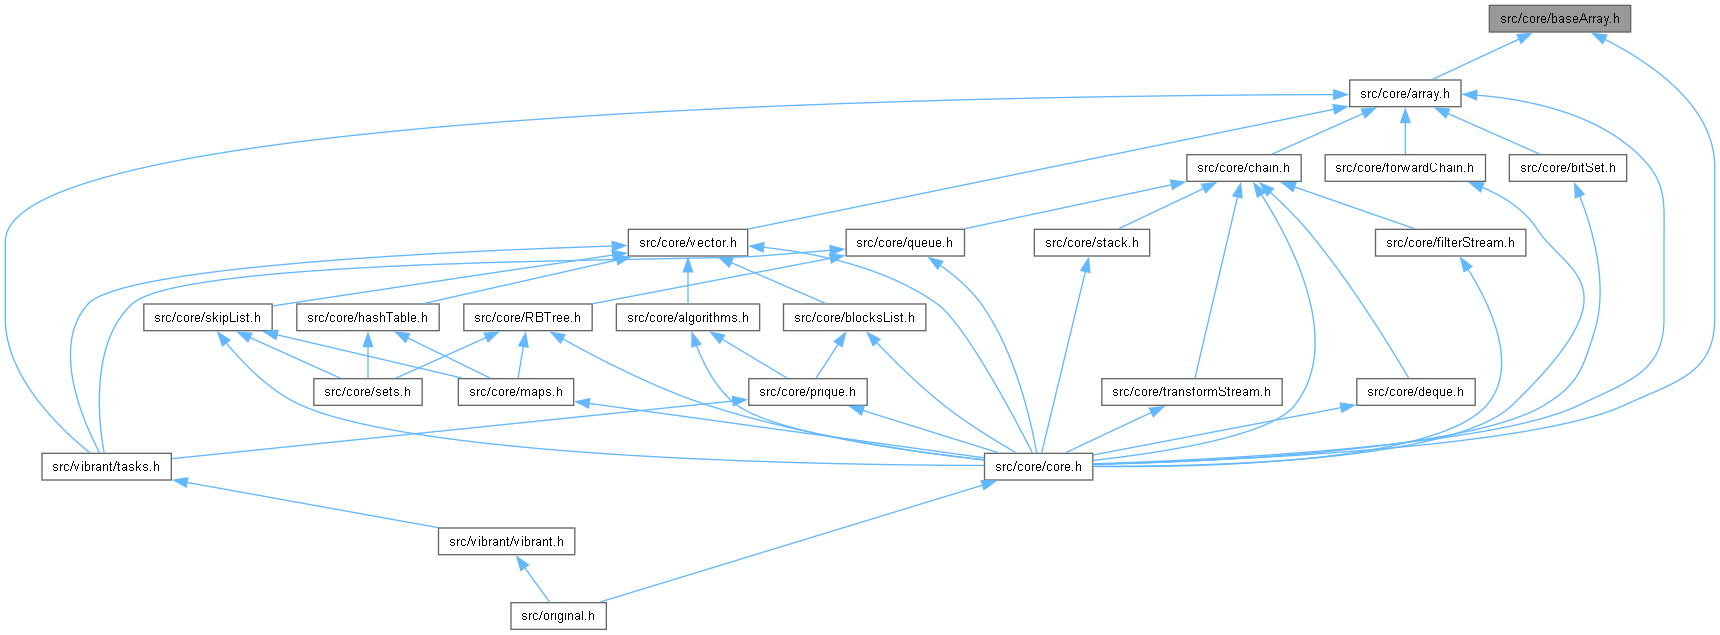 src/core/baseArray.h
src/core/array.h
src/core/chain.h
src/core/forwardChain.h
src/core/bitSet.h
src/core/vector.h
src/core/queue.h
src/core/stack.h
src/core/filterStream.h
src/core/skipList.h
src/core/hashTable.h
src/core/RBTree.h
src/core/algorithms.h
src/core/blocksList.h
src/core/sets.h
src/core/maps.h
src/core/prique.h
src/core/transformStream.h
src/core/deque.h
src/vibrant/tasks.h
src/core/core.h
src/vibrant/vibrant.h
src/original.h